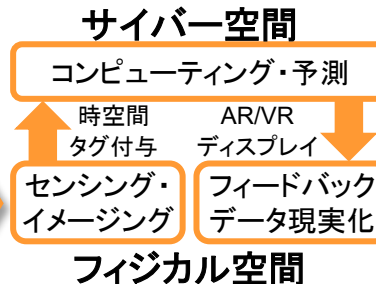 サイバー空間
コンピューティング・予測
時空間
タグ付与
AR/VR
ディスプレイ
センシング・
イメージング
フィードバック
データ現実化
フィジカル空間